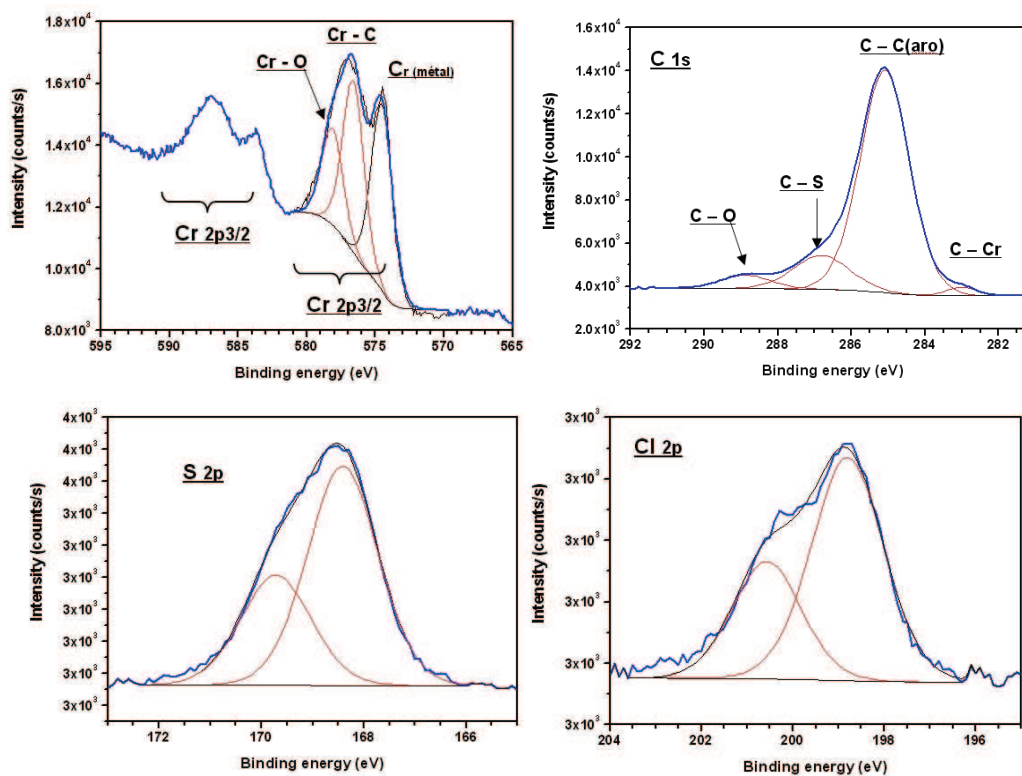 1.8x10⁴
1.6x10⁴
1.4x10⁴
1.2x10⁴
1.0x10⁴
8.0x10³
Intensity (counts/s)
Cr - C
Cr - O
Cr (métal)
Cr 2p3/2
Cr 2p3/2
595 590 585 580 575 570 565
Binding energy (eV)
1.6x10⁴
1.4x10⁴
1.2x10⁴
1.0x10⁴
8.0x10³
6.0x10³
4.0x10³
2.0x10³
Intensity (counts/s)
C 1s
C – C(aro)
C – S
C – O
C – Cr
292 290 288 286 284 282
Binding energy (eV)
4x10³
4x10³
4x10³
4x10³
3x10³
3x10³
3x10³
3x10³
3x10³
3x10³
Intensity (counts/s)
S 2p
172 170 168 166
Binding energy (eV)
3x10³
3x10³
3x10³
3x10³
3x10³
3x10³
Intensity (counts/s)
Cl 2p
204 202 200 198 196
Binding energy (eV)